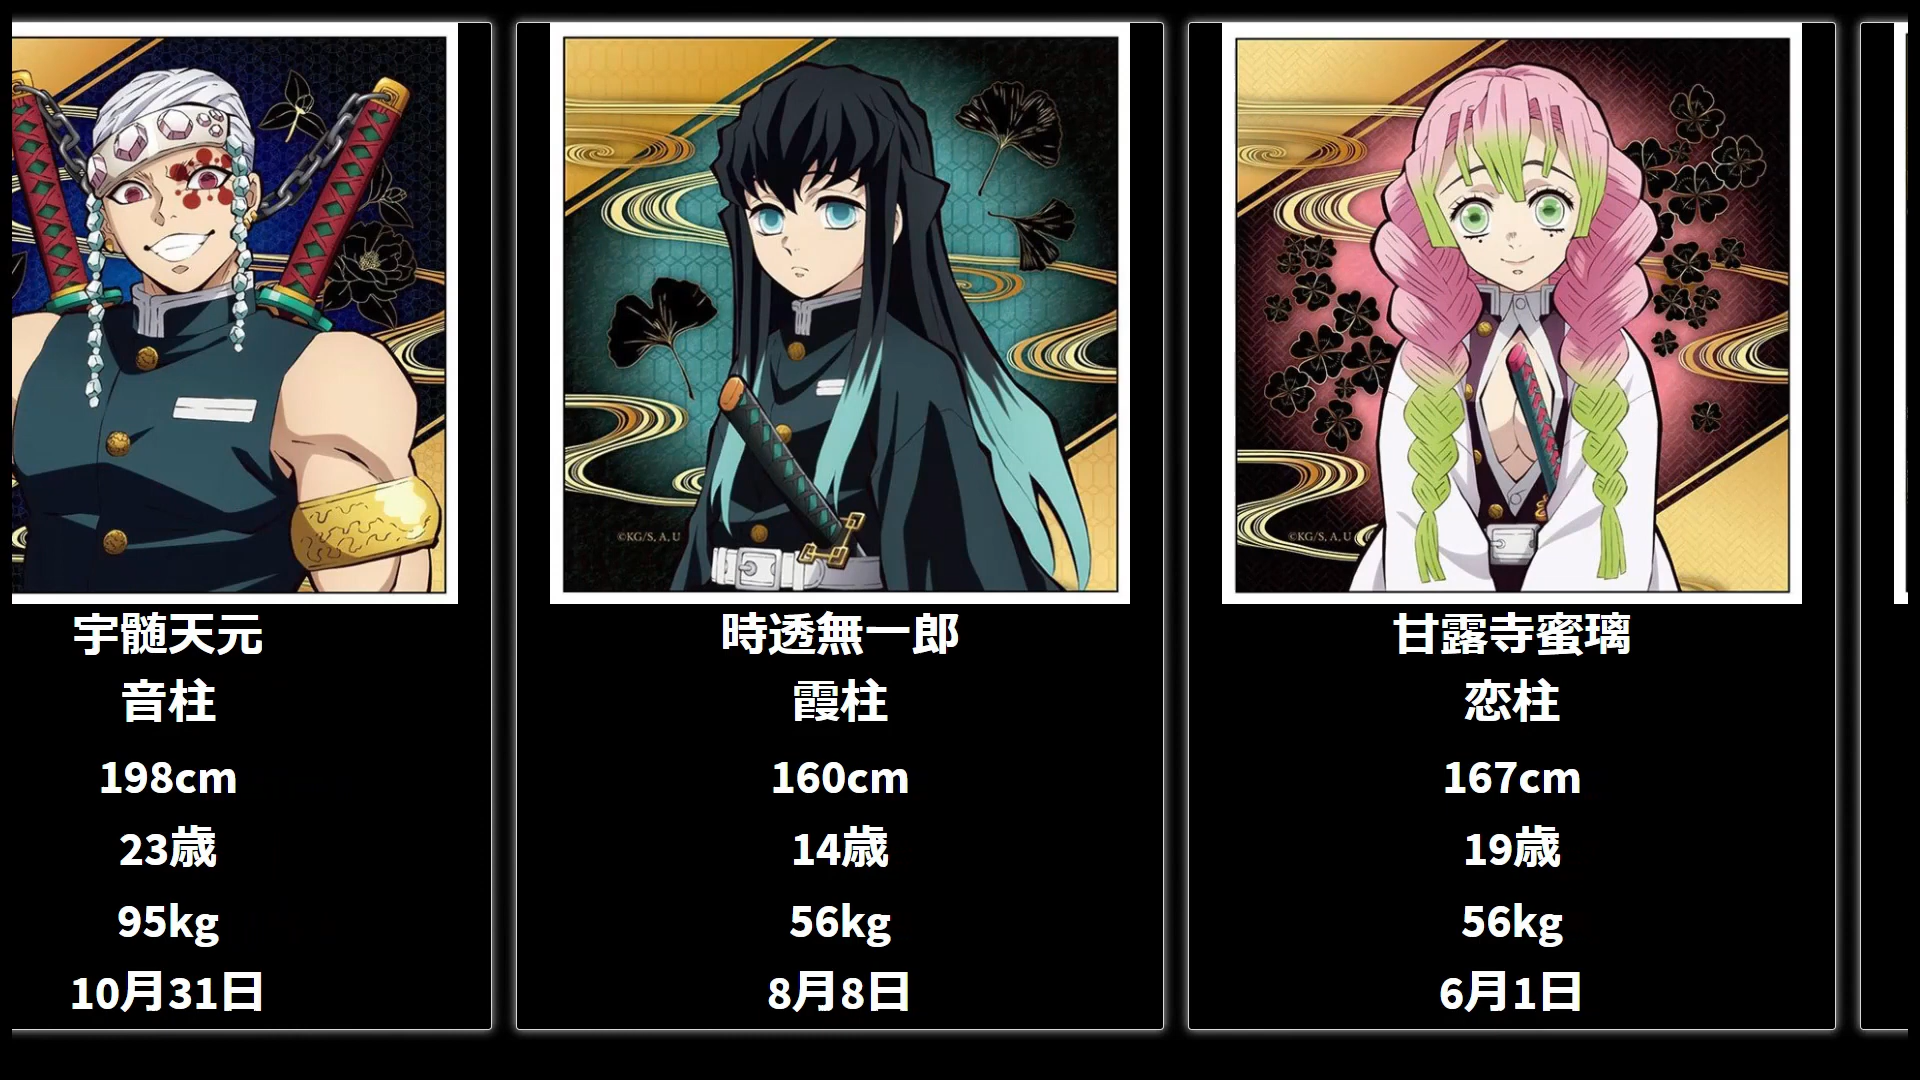 ©KG/S, A, U
©KG/S, A, U
宇髄天元
音柱
198cm
23歳
95kg
10月31日
時透無一郎
霞柱
160cm
14歳
56kg
8月8日
甘露寺蜜璃
恋柱
167cm
19歳
56kg
6月1日